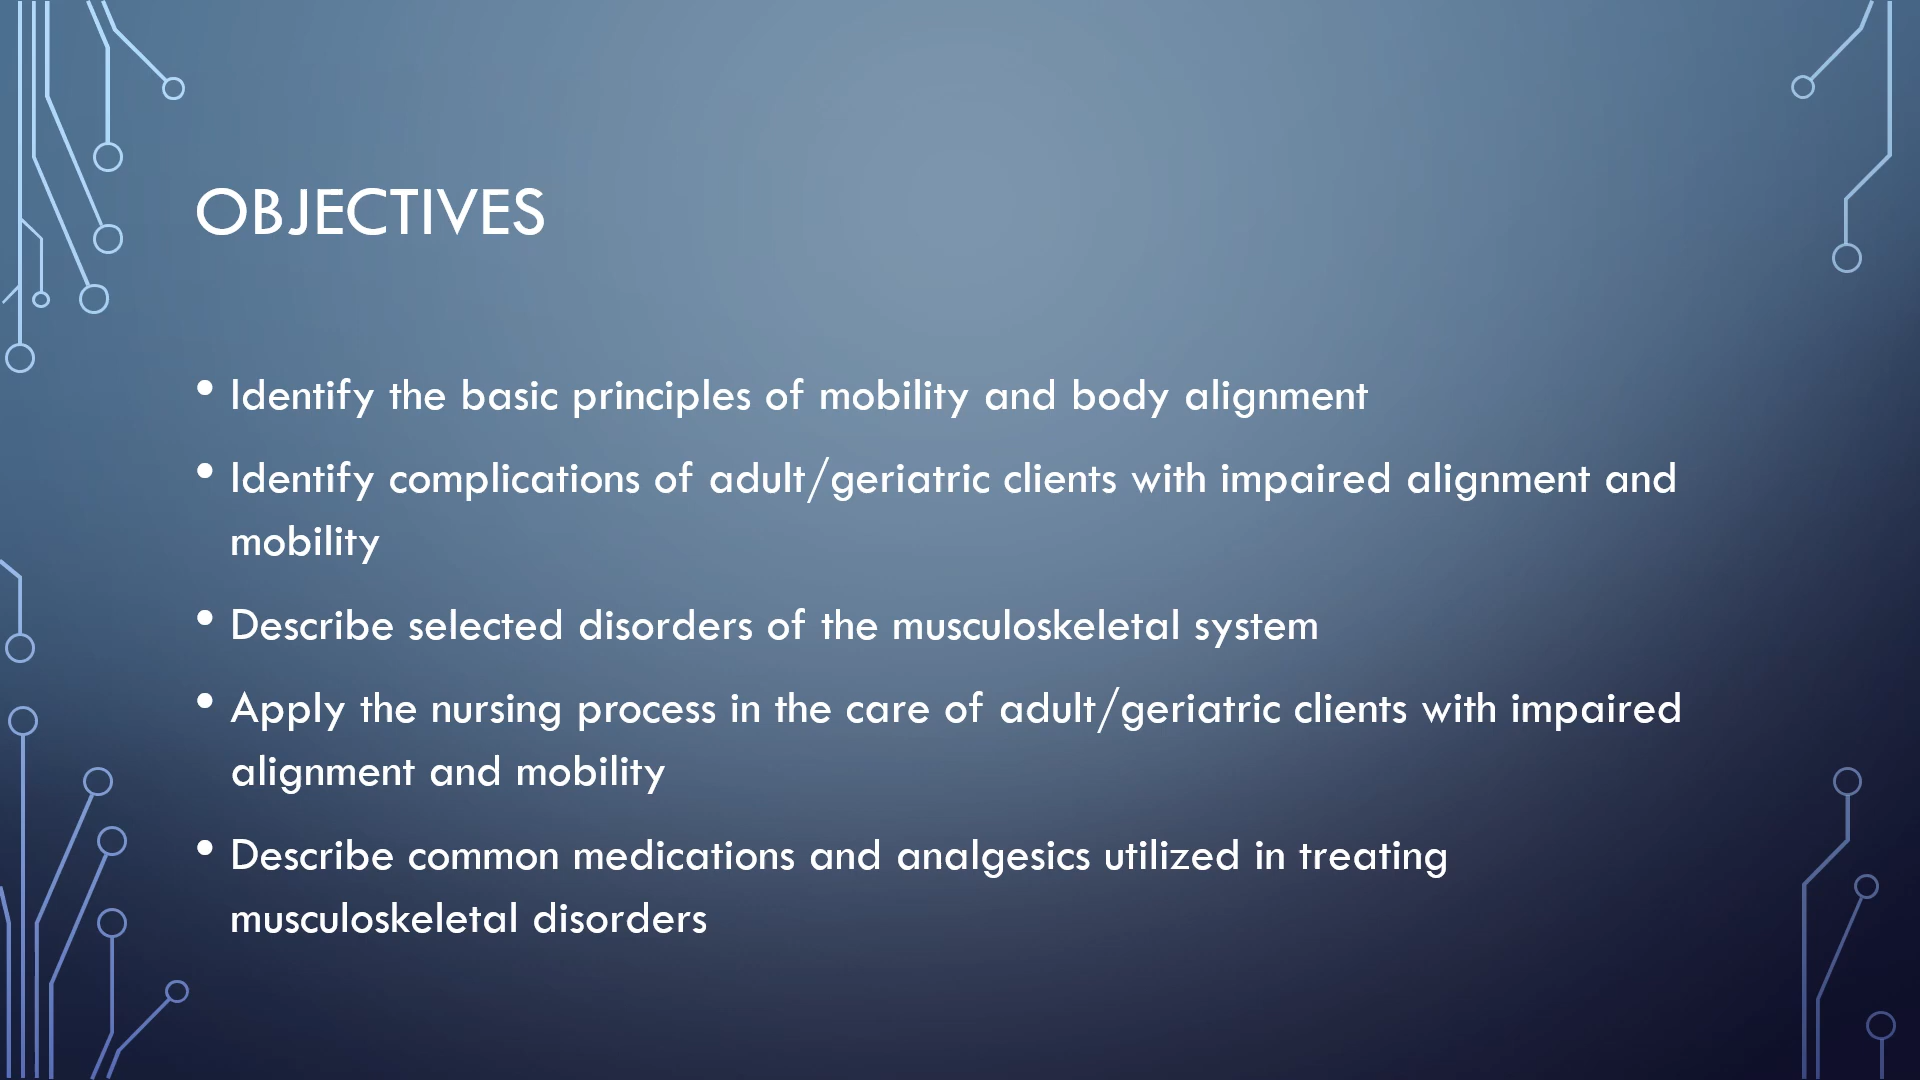 OBJECTIVES
• Identify the basic principles of mobility and body alignment
• Identify complications of adult/geriatric clients with impaired alignment and
mobility
• Describe selected disorders of the musculoskeletal system
• Apply the nursing process in the care of adult/geriatric clients with impaired
alignment and mobility
• Describe common medications and analgesics utilized in treating
musculoskeletal disorders